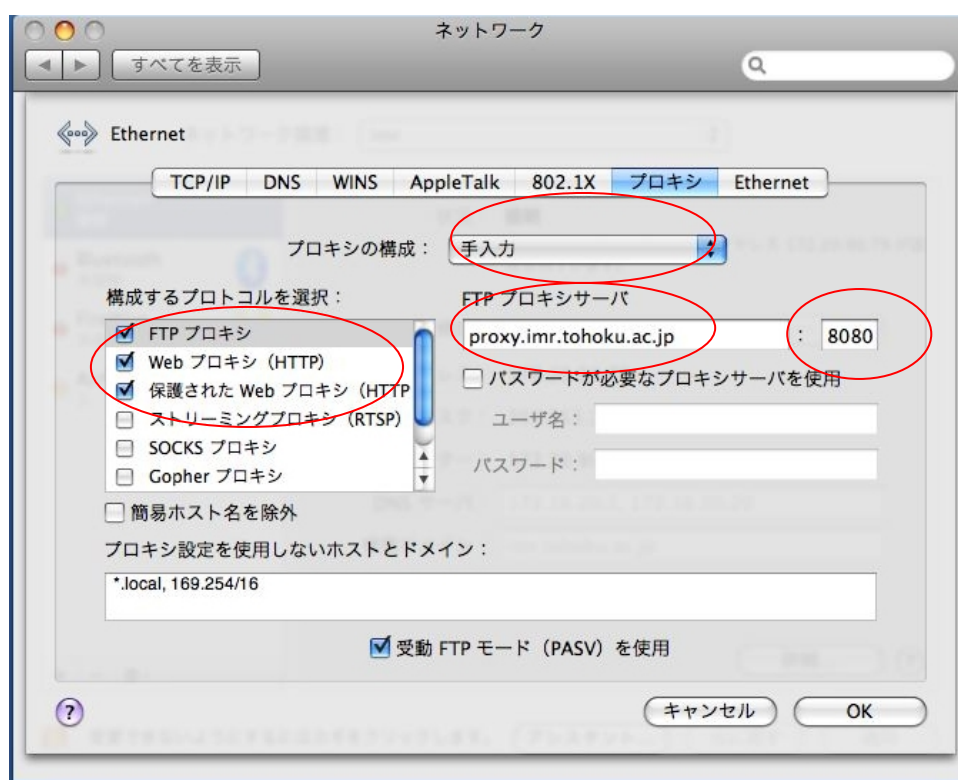 ネットワーク
すべてを表示
Ethernet
TCP/IP DNS WINS AppleTalk 802.1X プロキシ Ethernet
プロキシの構成： 手入力
構成するプロトコルを選択：
FTP プロキシ
Web プロキシ（HTTP）
保護された Web プロキシ（HTTP
ストリーミングプロキシ（RTSP）
SOCKS プロキシ
Gopher プロキシ
FTP プロキシサーバ
proxy.imr.tohoku.ac.jp : 8080
パスワードが必要なプロキシサーバを使用
ユーザ名：
パスワード：
簡易ホスト名を除外
プロキシ設定を使用しないホストとドメイン：
*.local, 169.254/16
受動 FTP モード（PASV）を使用
? キャンセル OK